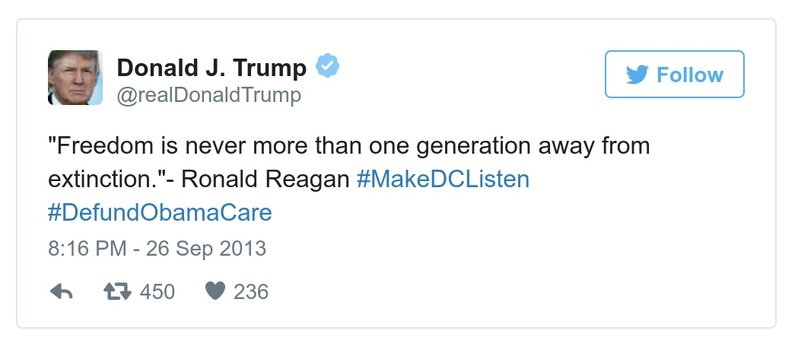 Donald J. Trump
@realDonaldTrump
Follow
"Freedom is never more than one generation away from
extinction."- Ronald Reagan #MakeDCListen
#DefundObamaCare
8:16 PM - 26 Sep 2013
450 236